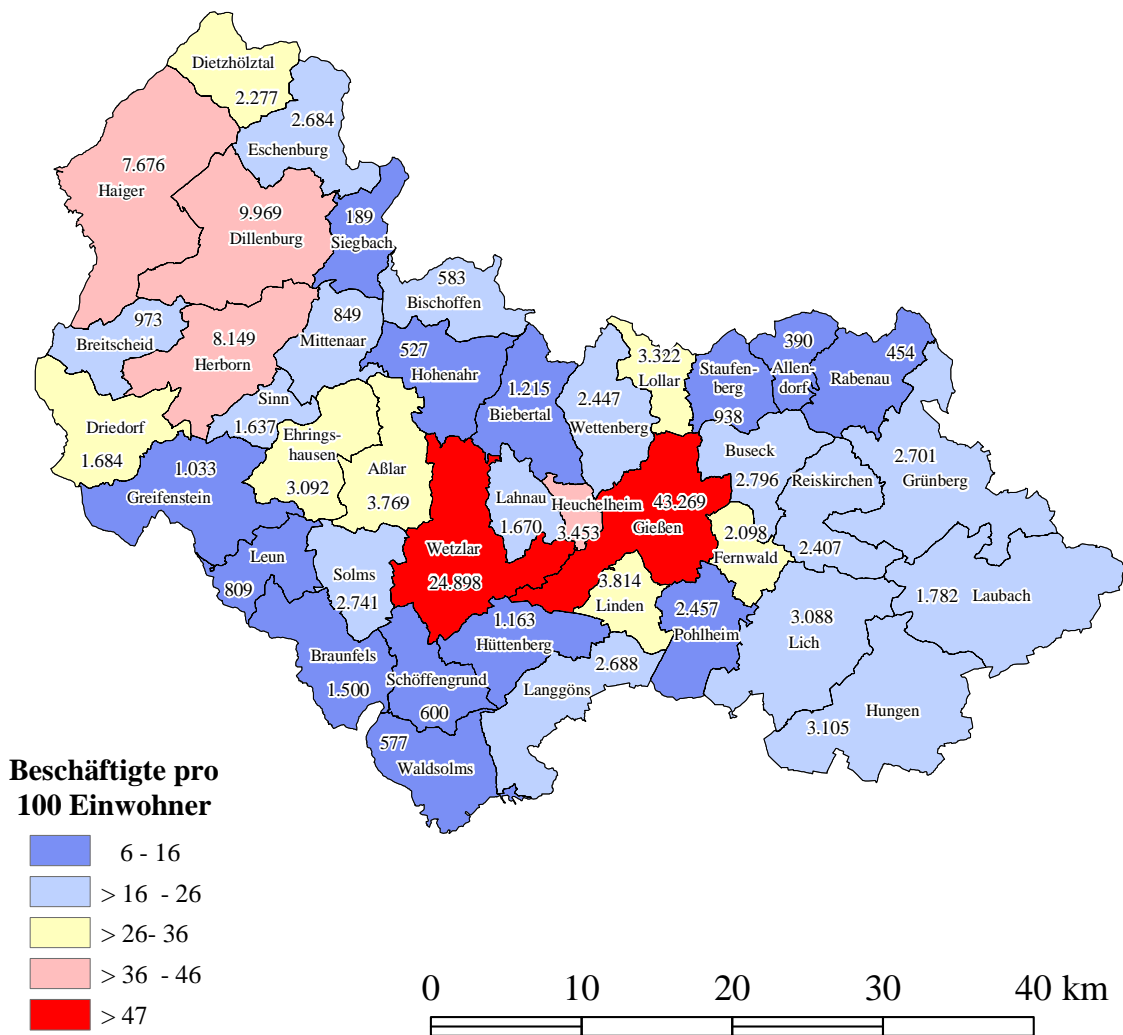 Dietzhölztal
2.277
2.684
Eschenburg
7.676
Haiger
9.969
Dillenburg
189
Siegbach
583
Bischoffen
973
Breitscheid
8.149
Herborn
849
Mittenaar
527
Hohenahr
1.215
Biebertal
2.447
Wettenberg
3.322
Lollar
Staufen-
berg
938
390
Allen-
dorf
454
Rabenau
Sinn
1.637
Driedorf
1.684
Ehrings-
hausen
3.092
Aßlar
3.769
1.033
Greifenstein
Buseck
2.796
Reiskirchen
2.407
2.701
Grünberg
Lahnau
1.670
Heuchelheim
3.453
43.269
Gießen
2.098
Fernwald
Leun
809
Solms
2.741
Wetzlar
24.898
3.814
Linden
2.457
Pohlheim
3.088
Lich
1.782
Laubach
1.163
Hüttenberg
2.688
Langgöns
Braunfels
1.500
Schöffengrund
600
577
Waldsolms
Hungen
3.105
Beschäftigte pro
100 Einwohner
6 - 16
> 16 - 26
> 26- 36
> 36 - 46
> 47
0 10 20 30 40 km